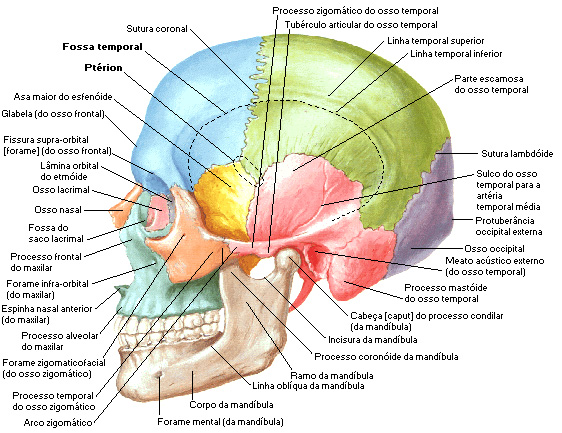 Processo zigomático do osso temporal
Tubérculo articular do osso temporal
Sutura coronal
Linha temporal superior
Fossa temporal
Linha temporal inferior
Ptérion
Parte escamosa
do osso temporal
Asa maior do esfenóide
Glabela (do osso frontal)
Fissura supra-orbital
[forame] (do osso frontal)
Sutura lambdóide
Lâmina orbital
do etmóide
Sulco do osso
temporal para a
artéria
temporal média
Osso lacrimal
Osso nasal
Protuberância
occipital externa
Fossa do
saco lacrimal
Osso occipital
Processo frontal
do maxilar
Meato acústico externo
(do osso temporal)
Forame infra-orbital
(do maxilar)
Processo mastóide
do osso temporal
Espinha nasal anterior
(do maxilar)
Cabeça [caput] do processo condilar
(da mandíbula)
Processo alveolar
do maxilar
Incisura da mandíbula
Forame zigomaticofacial
(do osso zigomático)
Processo coronóide da mandíbula
Ramo da mandíbula
Linha oblíqua da mandíbula
Processo temporal
do osso zigomático
Corpo da mandíbula
Arco zigomático
Forame mental (da mandíbula)